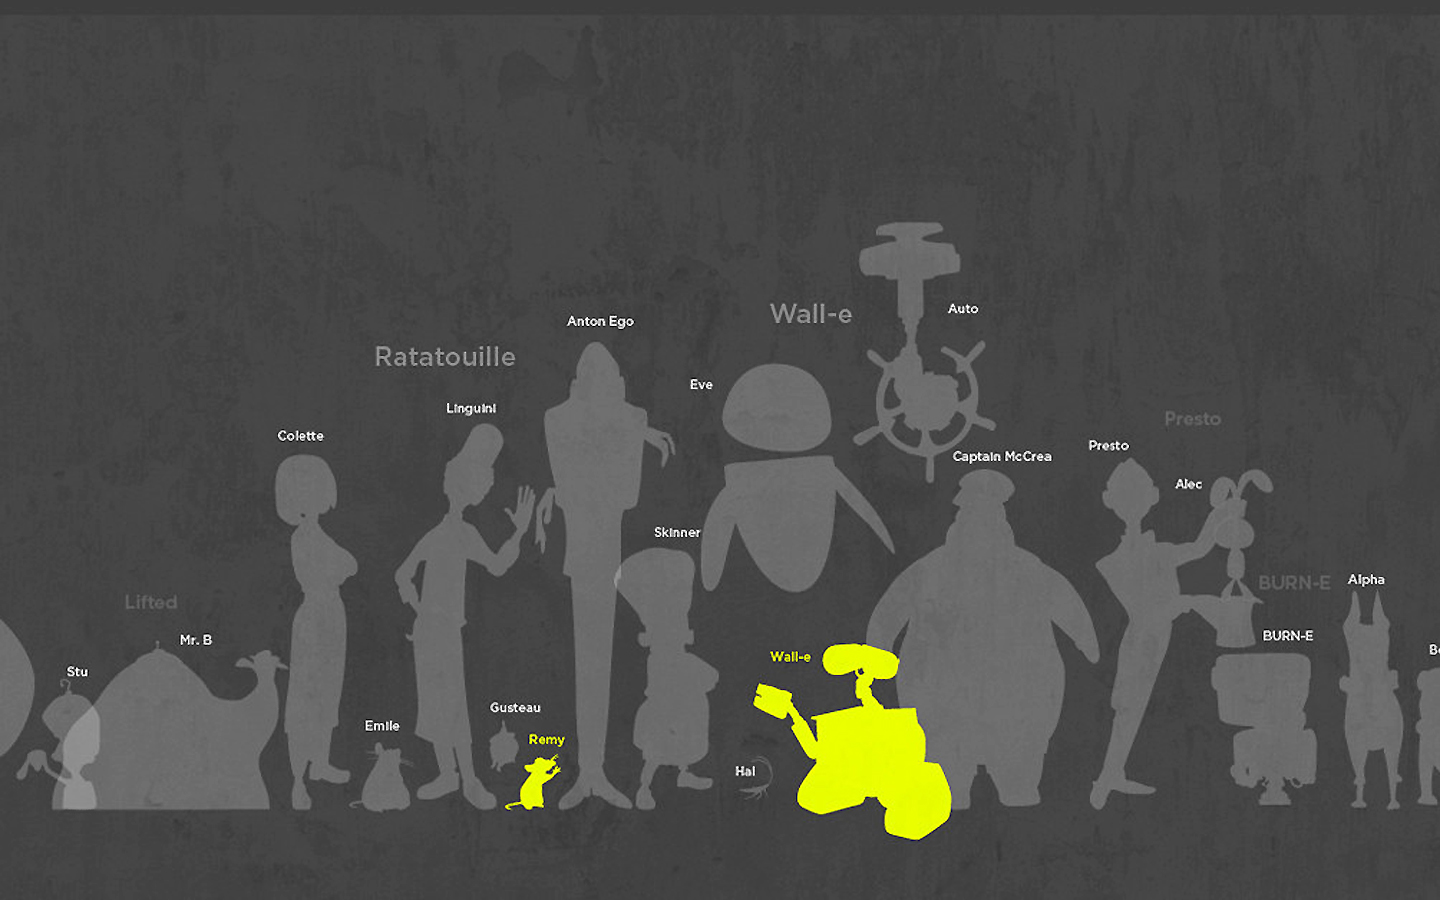 Auto
Wall-e
Anton Ego
Ratatouille
Eve
Linguini
Presto
Colette
Presto
Captain McCrea
Alec
Skinner
Alpha
BURN-E
Lifted
BURN-E
Mr. B
Wall-e
Stu
Gusteau
Emile
Remy
Hal